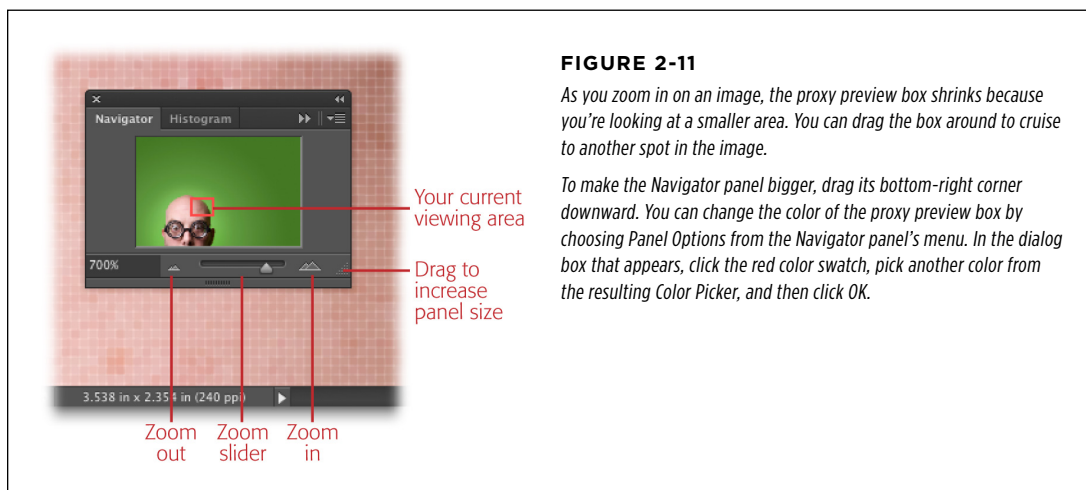 Navigator Histogram
700%
3.538 in x 2.354 in (240 ppi)
Your current
viewing area
Drag to
increase
panel size
Zoom
out
Zoom
slider
Zoom
in
FIGURE 2-11
As you zoom in on an image, the proxy preview box shrinks because
you're looking at a smaller area. You can drag the box around to cruise
to another spot in the image.
To make the Navigator panel bigger, drag its bottom-right corner
downward. You can change the color of the proxy preview box by
choosing Panel Options from the Navigator panel's menu. In the dialog
box that appears, click the red color swatch, pick another color from
the resulting Color Picker, and then click OK.